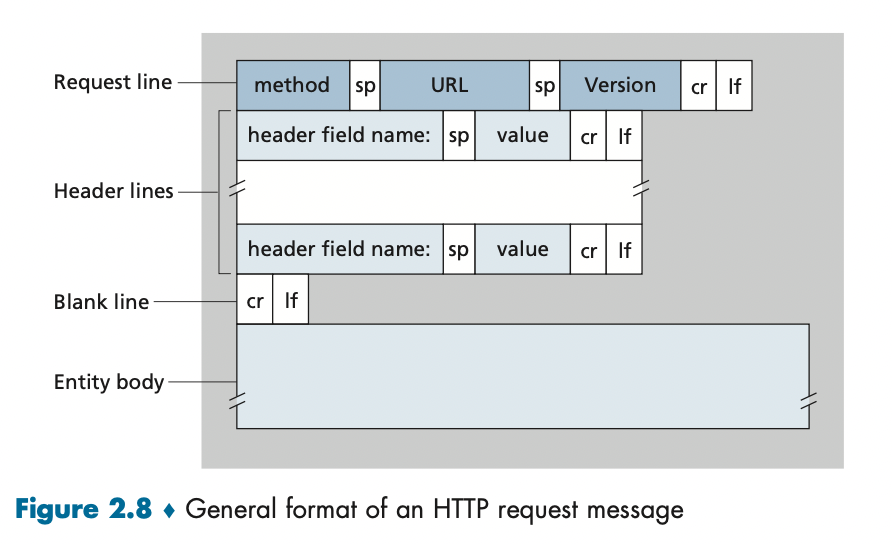 Request line method sp URL sp Version cr lf
header field name: sp value cr lf
Header lines
header field name: sp value cr lf
Blank line cr lf
Entity body
Figure 2.8 ♦ General format of an HTTP request message